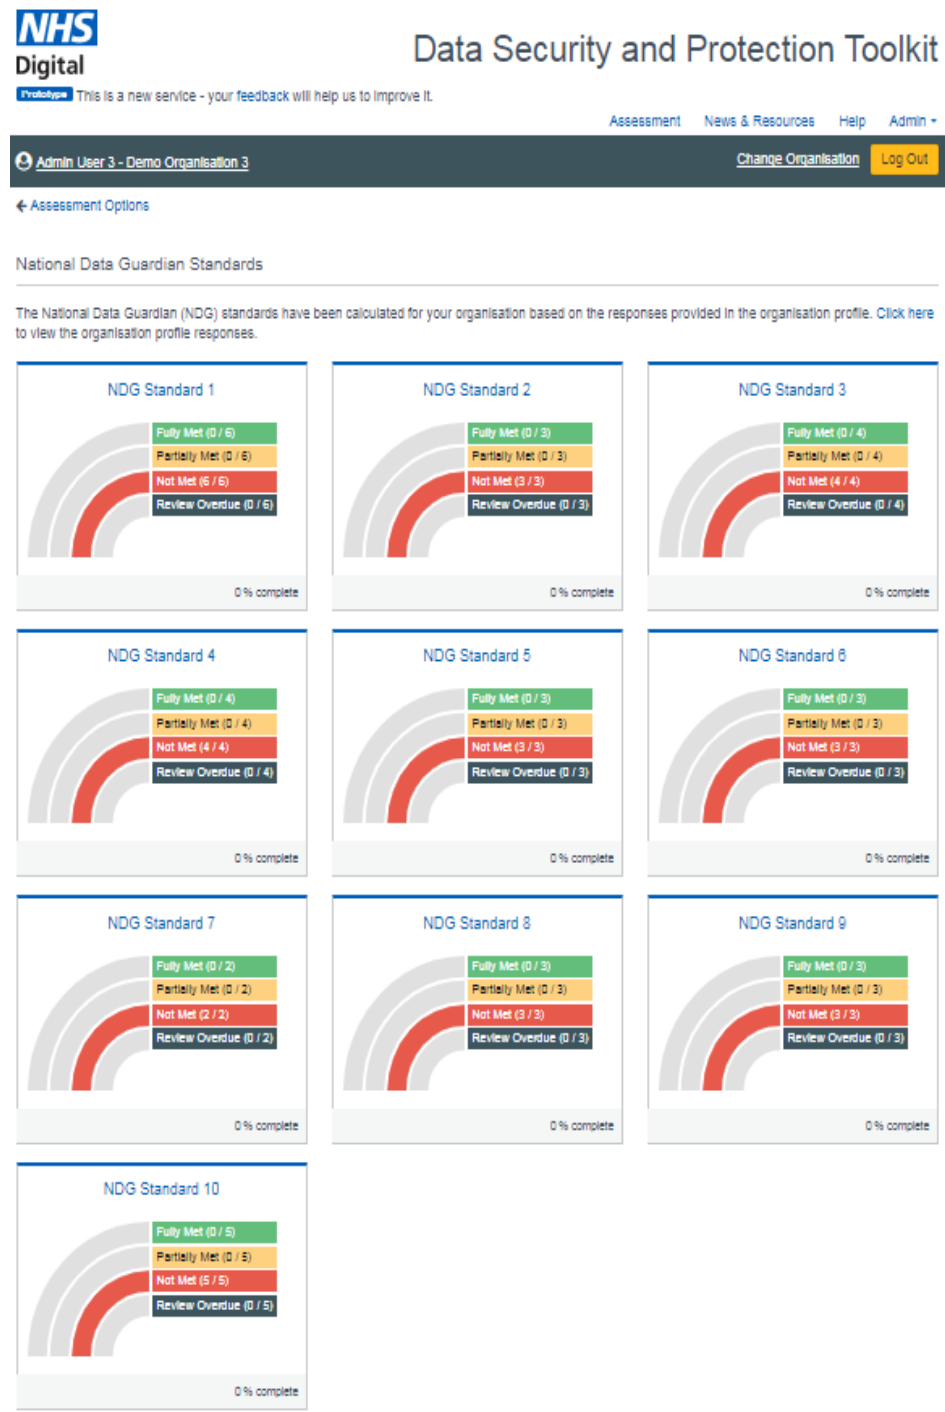 NHS
Digital
Data Security and Protection Toolkit
Prototype This is a new service - your feedback will help us to improve it.
Assessment News & Resources Help Admin
Admin User 3 - Demo Organisation 3
Change Organisation Log Out
Assessment Options
National Data Guardian Standards
The National Data Guardian (NDG) standards have been calculated for your organisation based on the responses provided in the organisation profile. Click here
to view the organisation profile responses.
NDG Standard 1
Fully Met (0 / 6)
Partially Met (0 / 6)
Not Met (6 / 6)
Review Overdue (0 / 6)
0 % complete
NDG Standard 2
Fully Met (0 / 3)
Partially Met (0 / 3)
Not Met (3 / 3)
Review Overdue (0 / 3)
0 % complete
NDG Standard 3
Fully Met (0 / 4)
Partially Met (0 / 4)
Not Met (4 / 4)
Review Overdue (0 / 4)
0 % complete
NDG Standard 4
Fully Met (0 / 4)
Partially Met (0 / 4)
Not Met (4 / 4)
Review Overdue (0 / 4)
0 % complete
NDG Standard 5
Fully Met (0 / 3)
Partially Met (0 / 3)
Not Met (3 / 3)
Review Overdue (0 / 3)
0 % complete
NDG Standard 6
Fully Met (0 / 3)
Partially Met (0 / 3)
Not Met (3 / 3)
Review Overdue (0 / 3)
0 % complete
NDG Standard 7
Fully Met (0 / 2)
Partially Met (0 / 2)
Not Met (2 / 2)
Review Overdue (0 / 2)
0 % complete
NDG Standard 8
Fully Met (0 / 3)
Partially Met (0 / 3)
Not Met (3 / 3)
Review Overdue (0 / 3)
0 % complete
NDG Standard 9
Fully Met (0 / 3)
Partially Met (0 / 3)
Not Met (3 / 3)
Review Overdue (0 / 3)
0 % complete
NDG Standard 10
Fully Met (0 / 5)
Partially Met (0 / 5)
Not Met (5 / 5)
Review Overdue (0 / 5)
0 % complete